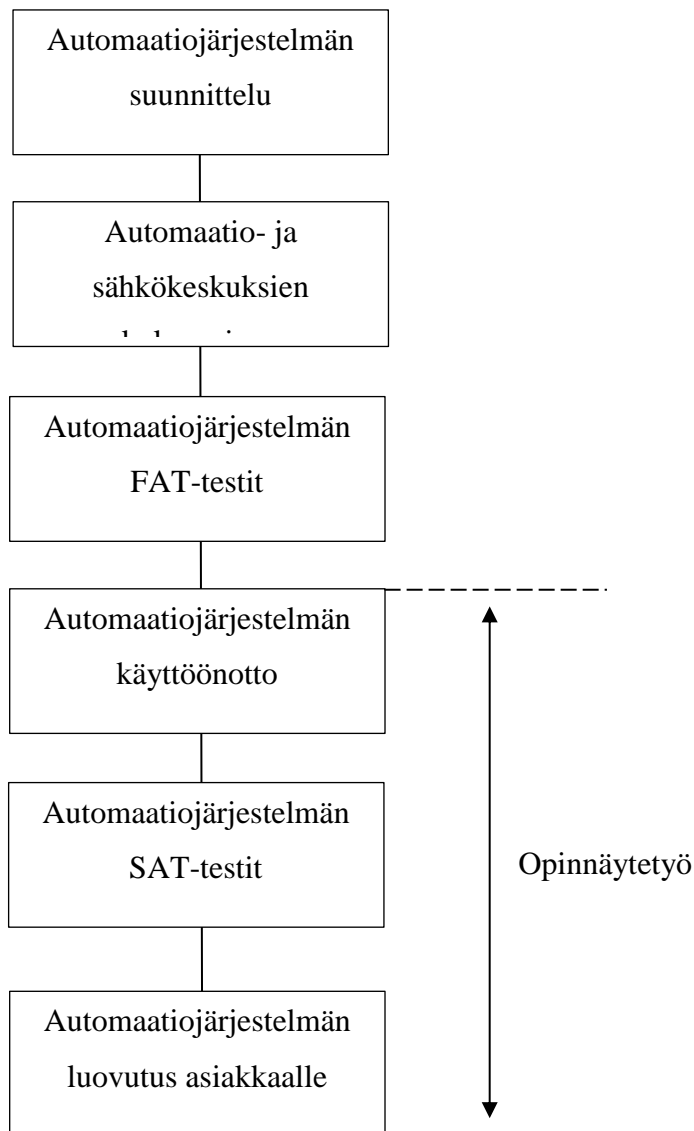 Automaatiojärjestelmän
suunnittelu
Automaatio- ja
sähkökeskuksien
Automaatiojärjestelmän
FAT-testit
Automaatiojärjestelmän
käyttöönotto
Automaatiojärjestelmän
SAT-testit
Opinnäytetyö
Automaatiojärjestelmän
luovutus asiakkaalle